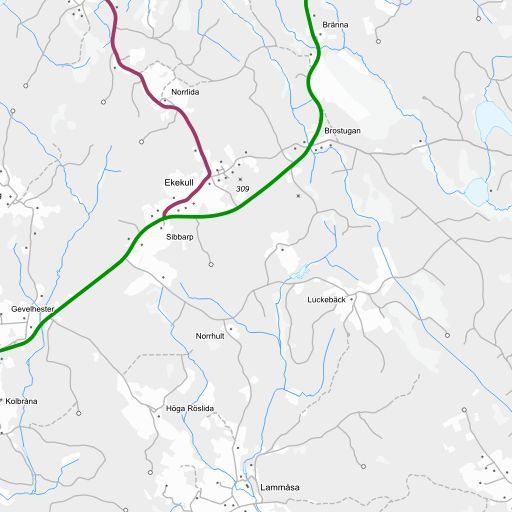 Bränna
Norrlida
Brostugan
Ekekull
309
Sibbarp
Luckebäck
Gevelhester
Norrhult
Kolbråna
Höga Röslida
Lammåsa